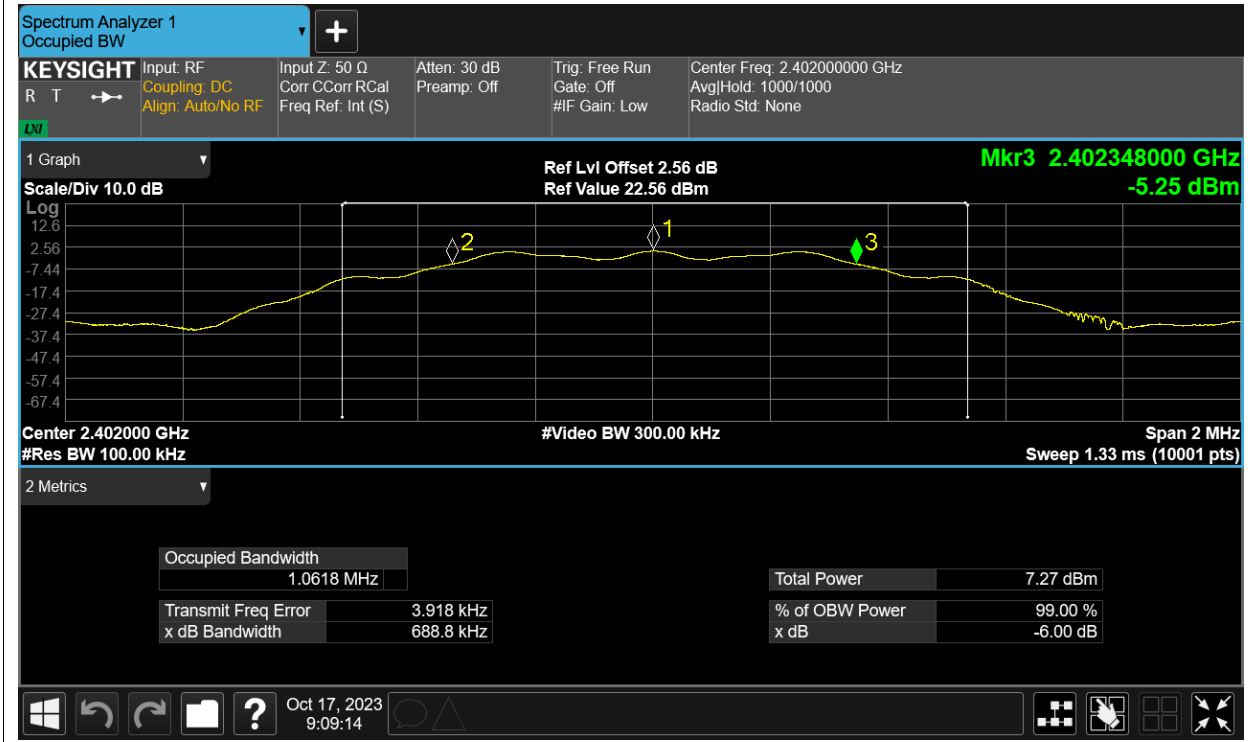 Spectrum Analyzer 1
Occupied BW
KEYSIGHT
R T
LXI
Input: RF
Coupling: DC
Align: Auto/No RF
Input Z: 50 Ω
Corr CCorr RCal
Freq Ref: Int (S)
Atten: 30 dB
Preamp: Off
Trig: Free Run
Gate: Off
#IF Gain: Low
Center Freq: 2.402000000 GHz
Avg|Hold: 1000/1000
Radio Std: None
1 Graph
Scale/Div 10.0 dB
Ref Lvl Offset 2.56 dB
Ref Value 22.56 dBm
Mkr3 2.402348000 GHz
-5.25 dBm
Log
12.6
2.56
-7.44
-17.4
-27.4
-37.4
-47.4
-57.4
-67.4
2
1
3
Center 2.402000 GHz
#Video BW 300.00 kHz
Span 2 MHz
#Res BW 100.00 kHz
Sweep 1.33 ms (10001 pts)
2 Metrics
Occupied Bandwidth
1.0618 MHz
Total Power 7.27 dBm
Transmit Freq Error 3.918 kHz
% of OBW Power 99.00 %
x dB Bandwidth 688.8 kHz
x dB -6.00 dB
?
Oct 17, 2023
9:09:14